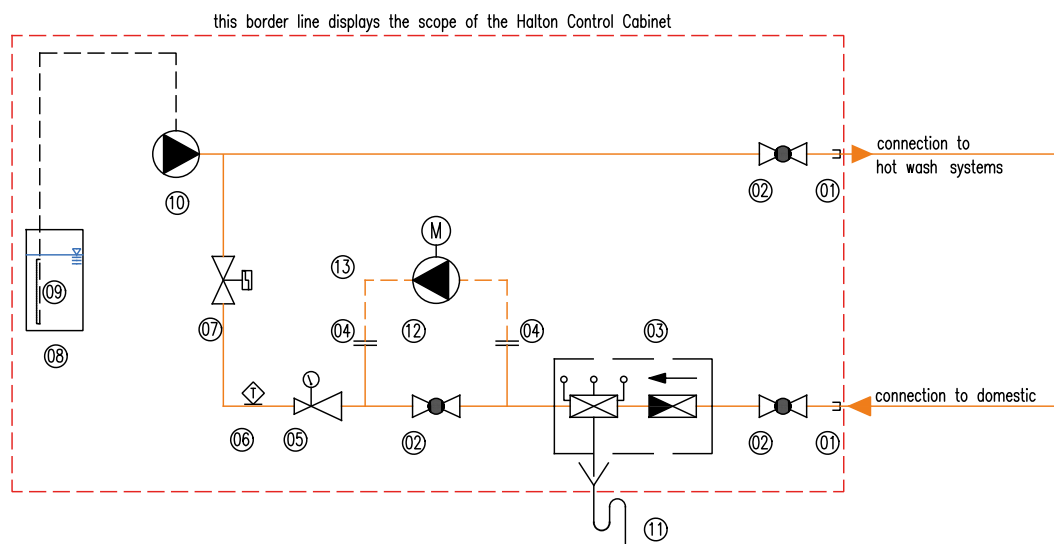 this border line displays the scope of the Halton Control Cabinet
connection to
hot wash systems
02
01
10
M
13
09
04
12
04
03
07
08
T
connection to domestic
06
05
02
02
01
11